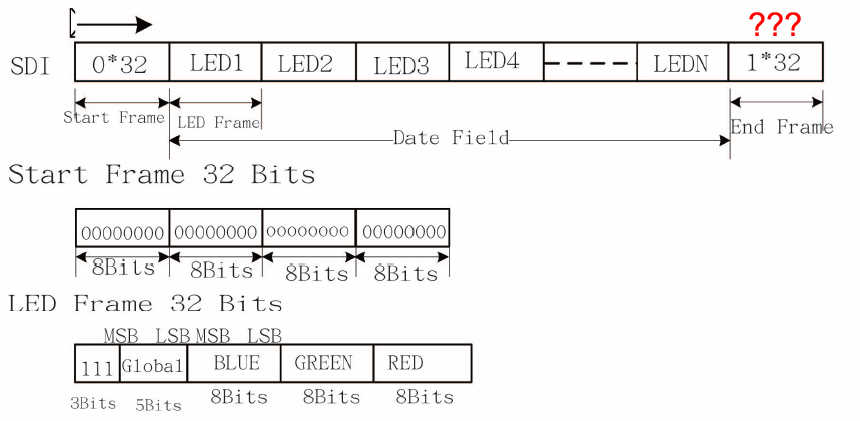 ???
SDI 0*32 LED1 LED2 LED3 LED4 LEDN 1*32
Start Frame LED Frame Date Field End Frame
Start Frame 32 Bits
00000000 00000000 00000000 00000000
8Bits 8Bits 8Bits 8Bits
LED Frame 32 Bits
MSB LSB MSB LSB
111 Global BLUE GREEN RED
3Bits 5Bits 8Bits 8Bits 8Bits